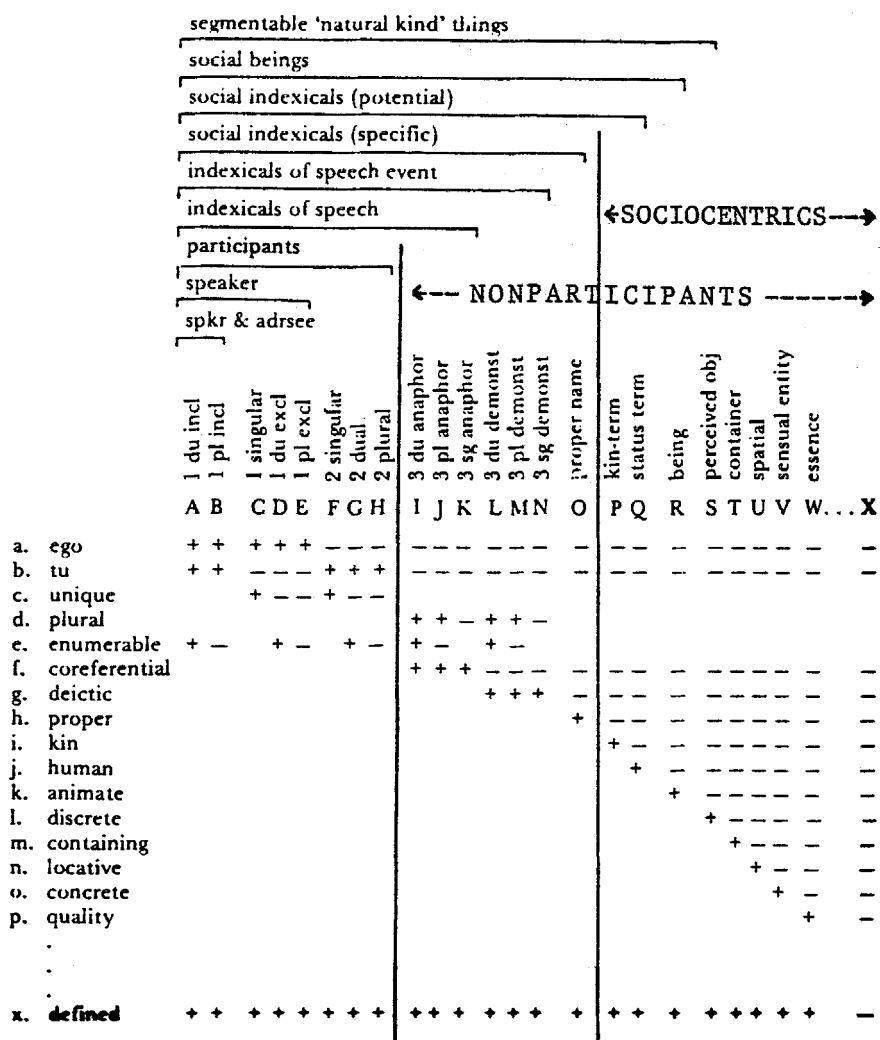 segmentable ‘natural kind’ things
social beings
social indexicals (potential)
social indexicals (specific)
indexicals of speech event
indexicals of speech
←SOCIOCENTRICS--→
participants
speaker
←-- NONPARTICIPANTS ------→
spkr & adrsee
1 du incl
1 pl incl
1 singular
1 du excl
1 pl excl
2 singular
2 dual
2 plural
3 du anaphor
3 pl anaphor
3 sg anaphor
3 du demonst
3 pl demonst
3 sg demonst
proper name
kin-term
status term
being
perceived obj
container
spatial
sensual entity
essence
A B C D E F G H I J K L M N O P Q R S T U V W... X
a. ego + + + + + – – – – – – – – – – – – – – – – – – –
b. tu + + – – – + + + – – – – – – – – – – – – – – – –
c. unique + – – + – –
d. plural + + – + + –
e. enumerable + – + – + – + – + –
f. coreferential + + + – – – – – – – – – – – – –
g. deictic + + + – – – – – – – – – –
h. proper + – – – – – – – – –
i. kin + – – – – – – – –
j. human + – – – – – – –
k. animate + – – – – – –
l. discrete + – – – – –
m. containing + – – – –
n. locative + – – –
o. concrete + – –
p. quality + –
.
.
.
x. defined + + + + + + + + + + + + + + + + + + + + + + + –